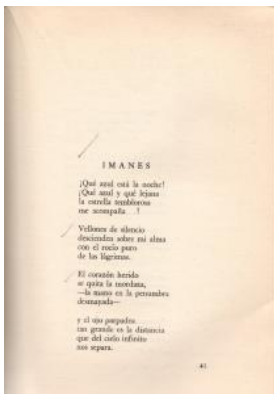 IMANES
¡Qué azul está la noche!
¡Qué azul y qué lejana
la estrella temblorosa
me acompaña...!
Vellones de silencio
descienden sobre mi alma
con el rocío puro
de las lágrimas.
El corazón herido
se quita la mordaza,
—la mano en la penumbra
desmayada—
y el ojo parpadea
tan grande es la distancia
que del cielo infinito
nos separa.
41